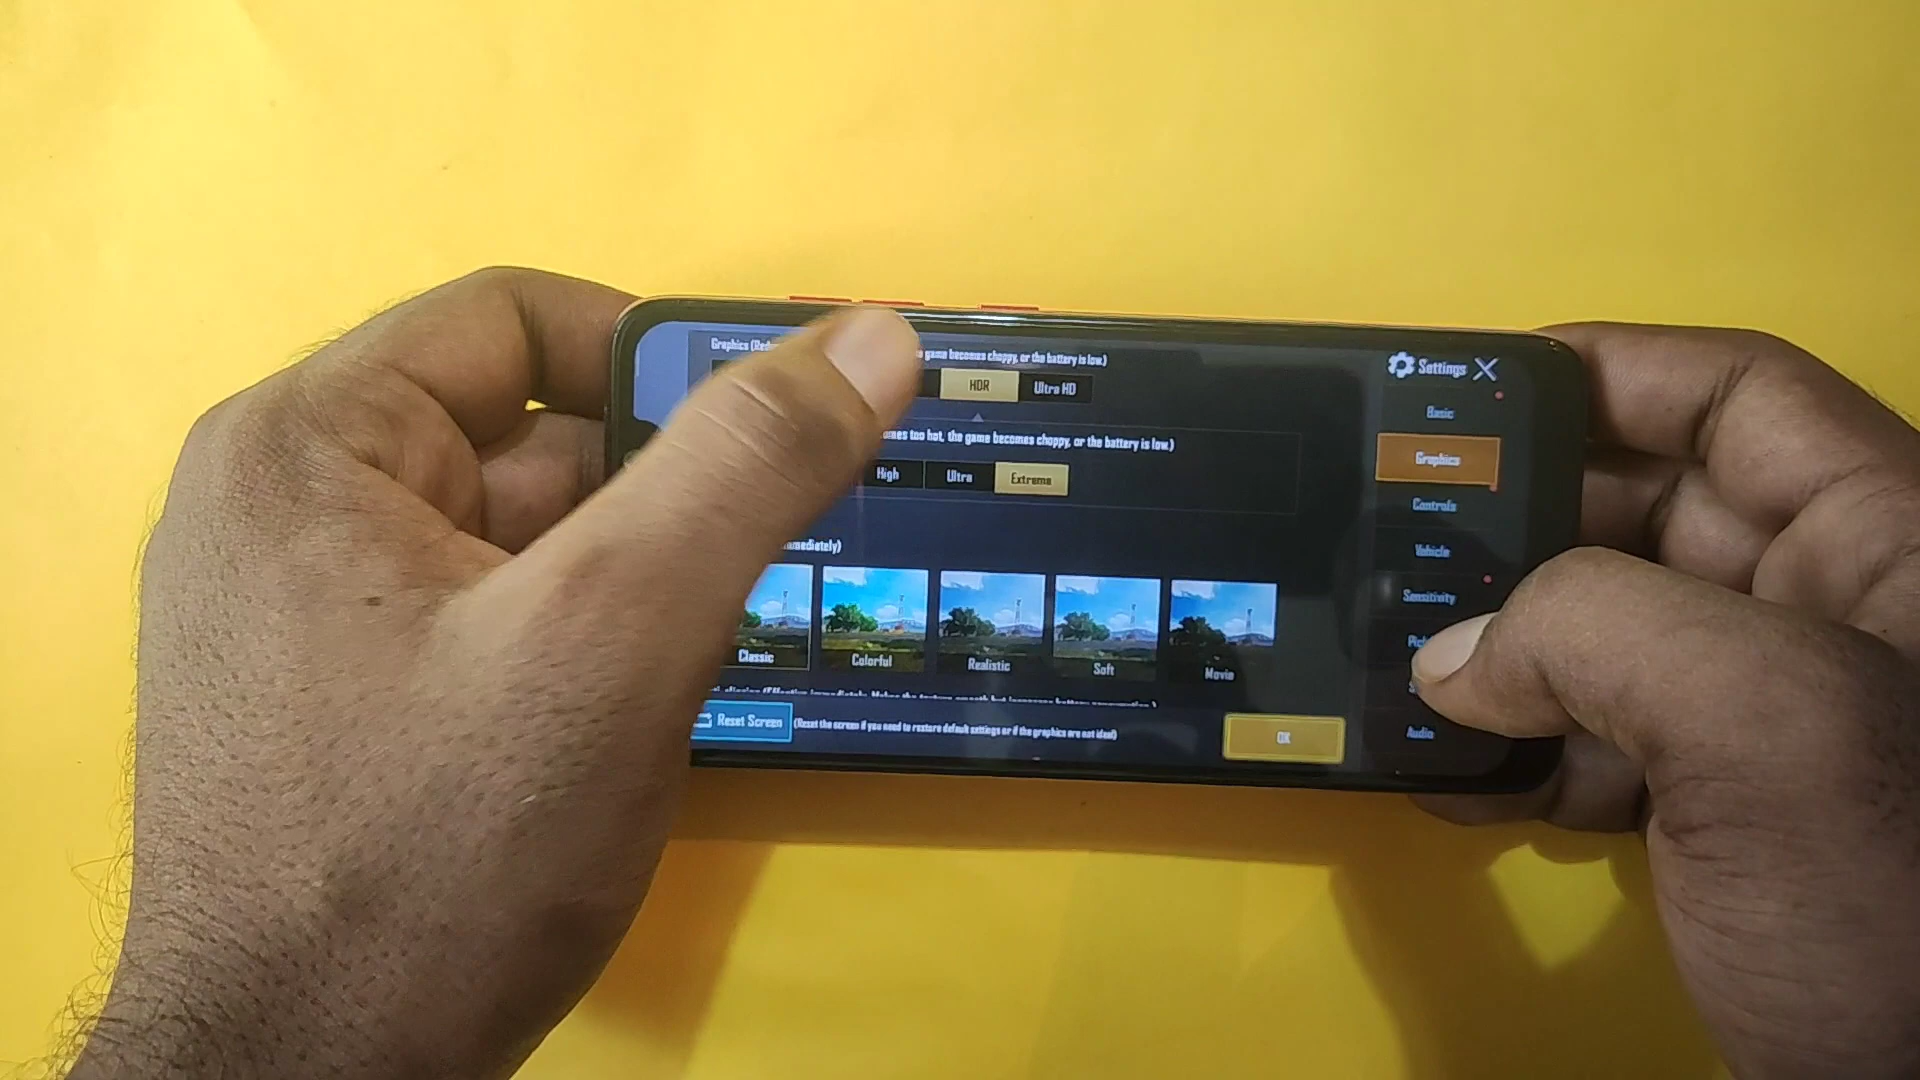 Graphics
game becomes choppy, or the battery is low.)
Settings
HDR
Ultra HD
Basic
too hot, the game becomes choppy, or the battery is low.)
Graphics
High
Ultra
Extreme
Controls
Vehicle
Sensitivity
Classic
Colorful
Realistic
Soft
Movie
Reset Screen
(Reset the screen if you need to restore default settings or if the graphics are not ideal)
OK
Audio